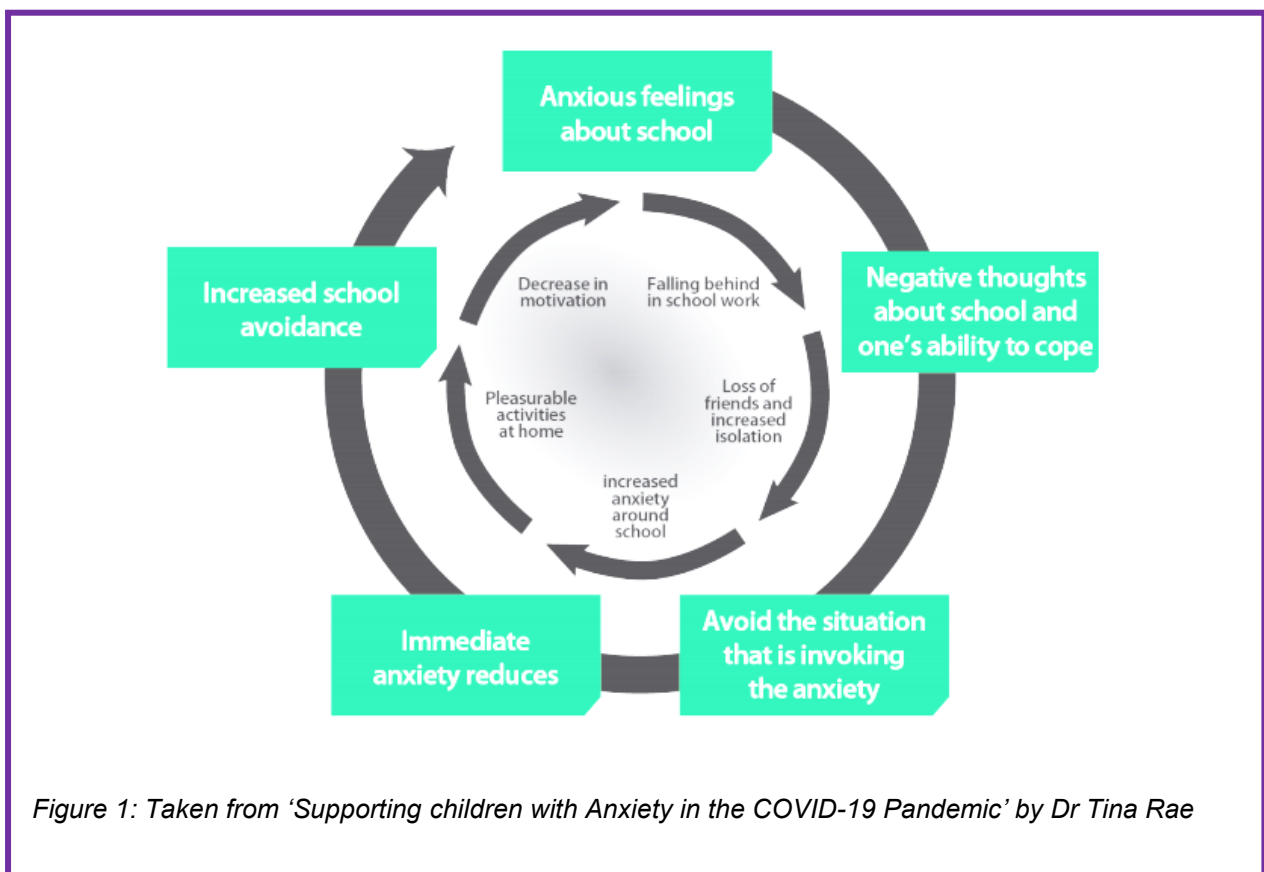 Anxious feelings
about school
Negative thoughts
about school and
one's ability to cope
Avoid the situation
that is invoking
the anxiety
Immediate
anxiety reduces
Increased school
avoidance
Falling behind
in school work
Loss of
friends and
increased
isolation
increased
anxiety
around
school
Pleasurable
activities
at home
Decrease in
motivation
Figure 1: Taken from ‘Supporting children with Anxiety in the COVID-19 Pandemic’ by Dr Tina Rae